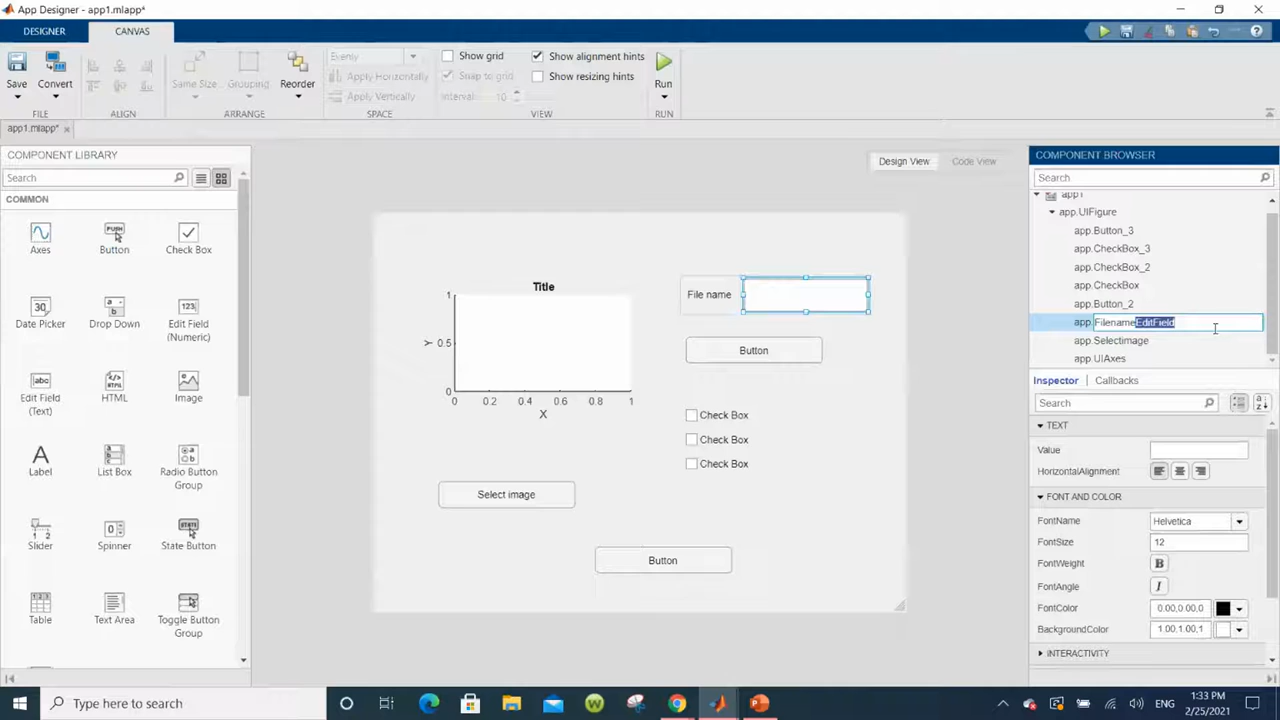 App Designer - app1.mlapp*
DESIGNER
CANVAS
Save
Convert
FILE
ALIGN
Same Size
Grouping
Reorder
ARRANGE
Evenly
Apply Horizontally
Apply Vertically
SPACE
Show grid
Snap to grid
Interval: 10
Show alignment hints
Show resizing hints
VIEW
Run
RUN
app1.mlapp*
COMPONENT LIBRARY
Search
COMMON
Axes
Button
Check Box
Date Picker
Drop Down
Edit Field
(Numeric)
Edit Field
(Text)
HTML
Image
Label
List Box
Radio Button
Group
Slider
Spinner
State Button
Table
Text Area
Toggle Button
Group
Design View
Code View
Title
1
0.5
0
Y
0 0.2 0.4 0.6 0.8 1
X
File name
Button
Check Box
Check Box
Check Box
Select image
Button
COMPONENT BROWSER
Search
app1
app.UIFigure
app.Button_3
app.CheckBox_3
app.CheckBox_2
app.CheckBox
app.Button_2
app.FilenameEditField
app.Selectimage
app.UIAxes
Inspector
Callbacks
Search
TEXT
Value
HorizontalAlignment
FONT AND COLOR
FontName
Helvetica
FontSize
12
FontWeight
B
FontAngle
I
FontColor
0.00,0.00,0
BackgroundColor
1.00,1.00,1
INTERACTIVITY
Type here to search
ENG
1:33 PM
2/25/2021